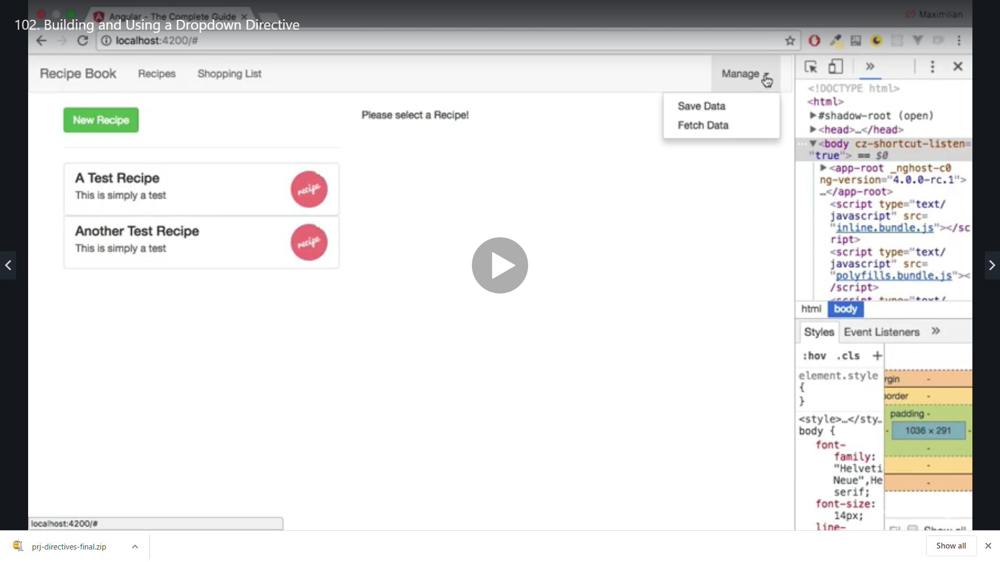 Angular - The Complete Guide
Maximilian
102. Building and Using a Dropdown Directive
localhost:4200/#
Recipe Book
Recipes
Shopping List
Manage
Save Data
Fetch Data
New Recipe
Please select a Recipe!
A Test Recipe
This is simply a test
recipe
Another Test Recipe
This is simply a test
recipe
<!DOCTYPE html>
<html>
▶#shadow-root (open)
▶<head>…</head>
…▼<body cz-shortcut-listen=
"true"> == $0
▶<app-root _nghost-c0
ng-version="4.0.0-rc.1">
…</app-root>
<script type="text/
javascript" src=
"inline.bundle.js"></sc
ript>
<script type="text/
javascript" src=
"polyfills.bundle.js"><
/script>
<script type="text/
html body
Styles Event Listeners »
:hov .cls +
element.style
{
}
<style>…</sty…
body {
font-
family:
"Helveti
Neue",He
serif;
font-size:
14px;
line-
rgin -
border -
padding -
- 1036 × 291 -
-
-
-
Show all
localhost:4200/#
prj-directives-final.zip
Show all